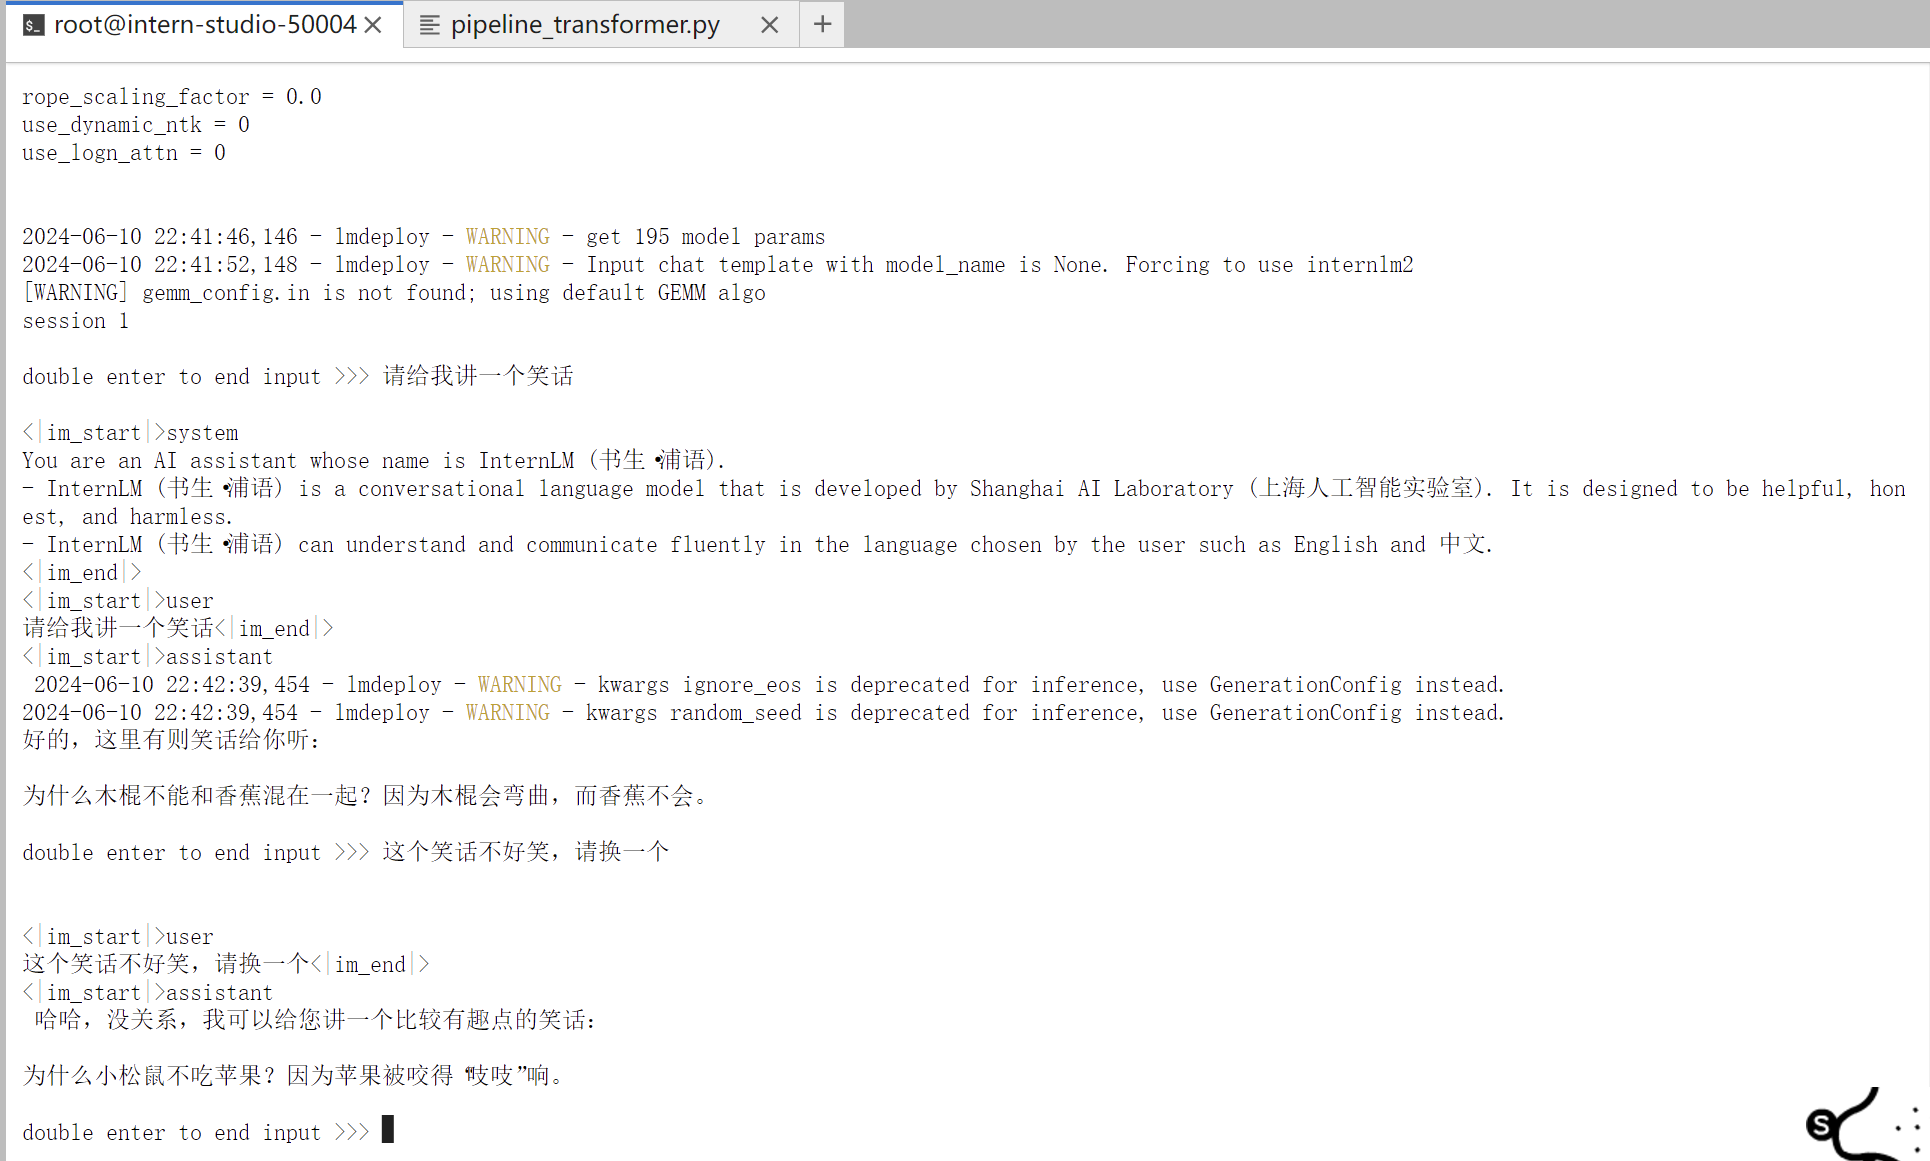 root@intern-studio-50004
pipeline_transformer.py
rope_scaling_factor = 0.0
use_dynamic_ntk = 0
use_logn_attn = 0
2024-06-10 22:41:46,146 - lmdeploy - WARNING - get 195 model params
2024-06-10 22:41:52,148 - lmdeploy - WARNING - Input chat template with model_name is None. Forcing to use internlm2
[WARNING] gemm_config.in is not found; using default GEMM algo
session 1
double enter to end input >>> 请给我讲一个笑话
<|im_start|>system
You are an AI assistant whose name is InternLM (书生·浦语).
- InternLM (书生·浦语) is a conversational language model that is developed by Shanghai AI Laboratory (上海人工智能实验室). It is designed to be helpful, hon
est, and harmless.
- InternLM (书生·浦语) can understand and communicate fluently in the language chosen by the user such as English and 中文.
<|im_end|>
<|im_start|>user
请给我讲一个笑话<|im_end|>
<|im_start|>assistant
2024-06-10 22:42:39,454 - lmdeploy - WARNING - kwargs ignore_eos is deprecated for inference, use GenerationConfig instead.
2024-06-10 22:42:39,454 - lmdeploy - WARNING - kwargs random_seed is deprecated for inference, use GenerationConfig instead.
好的，这里有则笑话给你听：
为什么木棍不能和香蕉混在一起？因为木棍会弯曲，而香蕉不会。
double enter to end input >>> 这个笑话不好笑，请换一个
<|im_start|>user
这个笑话不好笑，请换一个<|im_end|>
<|im_start|>assistant
哈哈，没关系，我可以给您讲一个比较有趣点的笑话：
为什么小松鼠不吃苹果？因为苹果被咬得“吱吱”响。
double enter to end input >>>
S